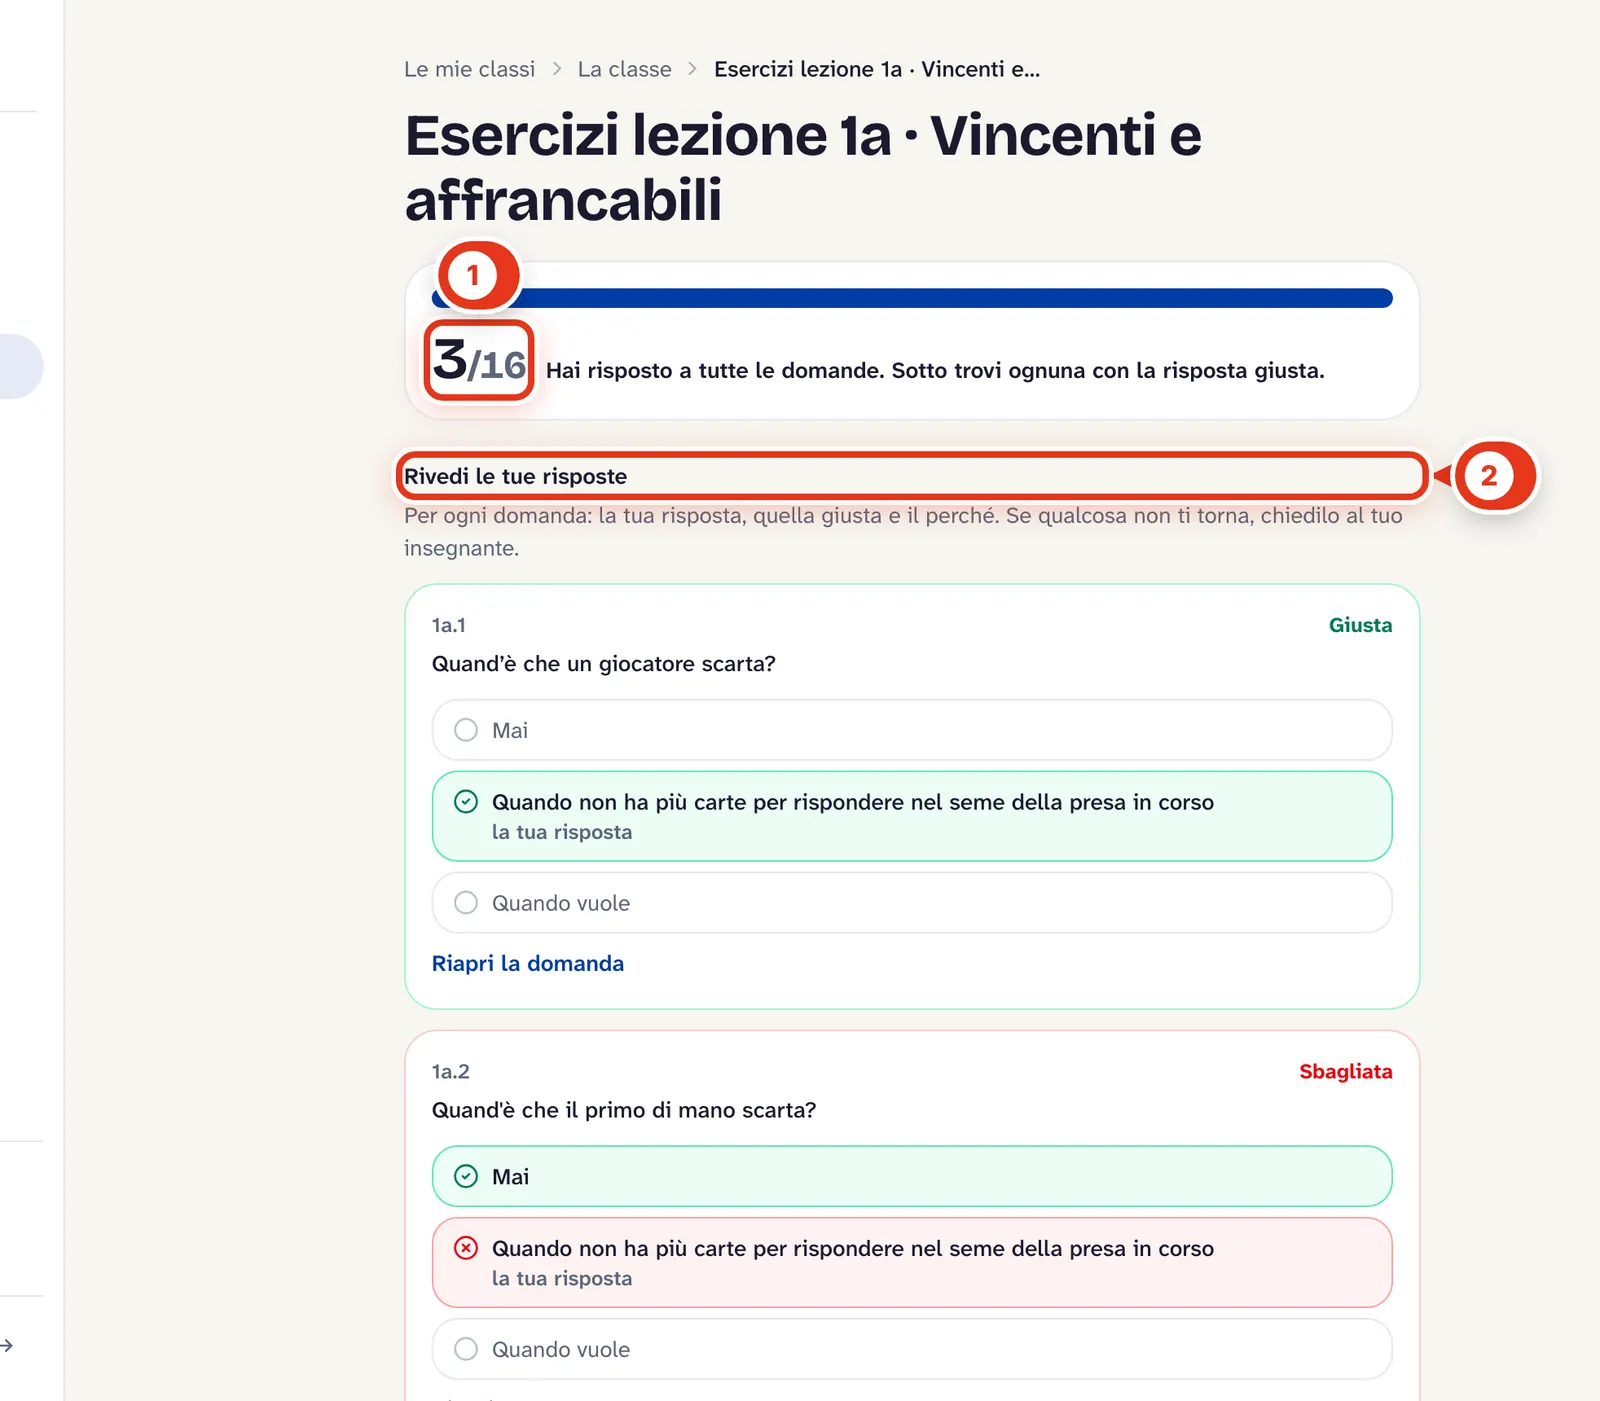 Le mie classi > La classe > Esercizi lezione 1a · Vincenti e...
Esercizi lezione 1a · Vincenti e
affrancabili
1
3/16 Hai risposto a tutte le domande. Sotto trovi ognuna con la risposta giusta.
Rivedi le tue risposte
2
Per ogni domanda: la tua risposta, quella giusta e il perché. Se qualcosa non ti torna, chiedilo al tuo
insegnante.
1a.1 Giusta
Quand’è che un giocatore scarta?
Mai
Quando non ha più carte per rispondere nel seme della presa in corso
la tua risposta
Quando vuole
Riapri la domanda
1a.2 Sbagliata
Quand'è che il primo di mano scarta?
Mai
Quando non ha più carte per rispondere nel seme della presa in corso
la tua risposta
Quando vuole